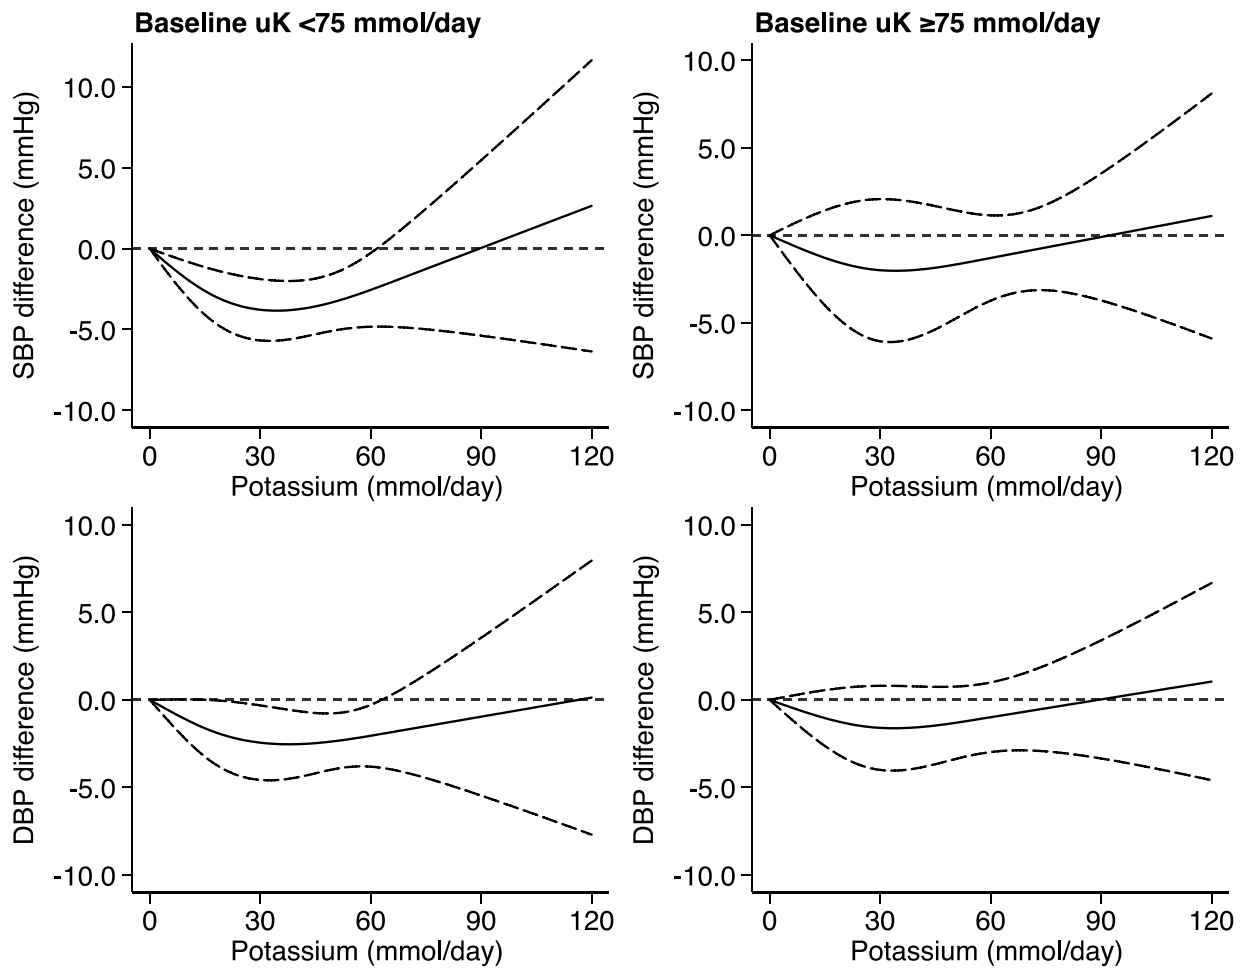 Baseline uK <75 mmol/day
SBP difference (mmHg)
10.0
5.0
0.0
-5.0
-10.0
0 30 60 90 120
Potassium (mmol/day)
Baseline uK ≥75 mmol/day
SBP difference (mmHg)
10.0
5.0
0.0
-5.0
-10.0
0 30 60 90 120
Potassium (mmol/day)
DBP difference (mmHg)
10.0
5.0
0.0
-5.0
-10.0
0 30 60 90 120
Potassium (mmol/day)
DBP difference (mmHg)
10.0
5.0
0.0
-5.0
-10.0
0 30 60 90 120
Potassium (mmol/day)